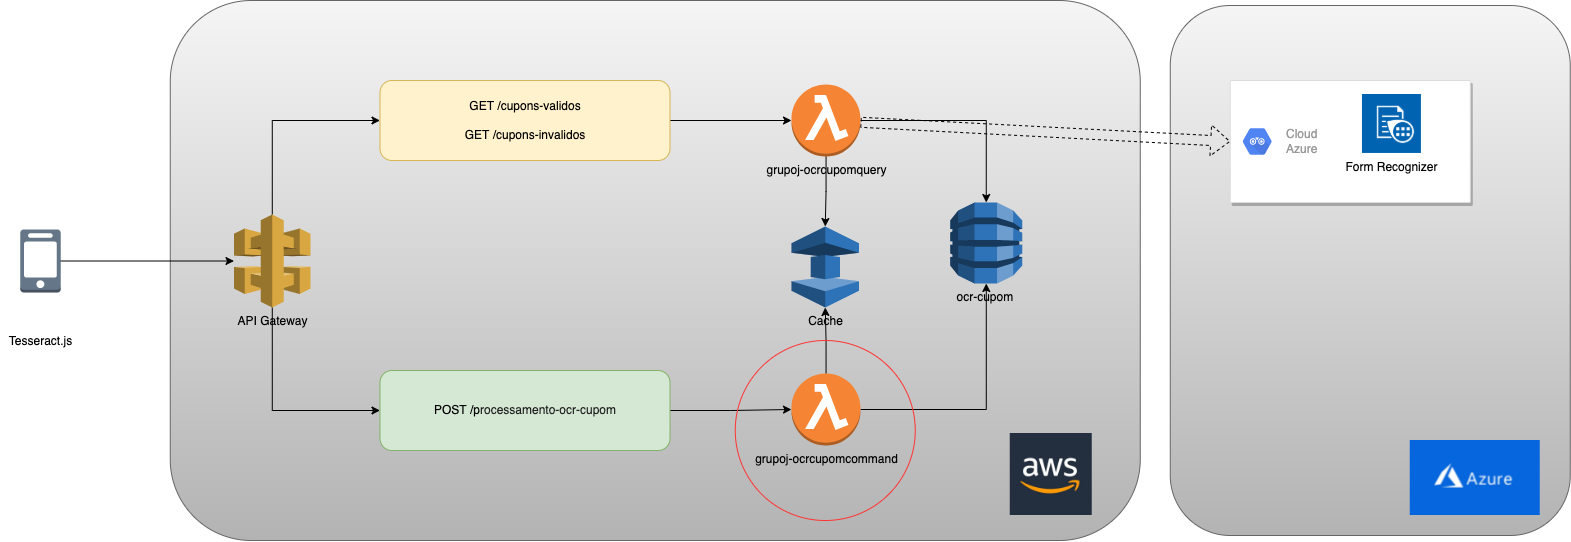 GET /cupons-validos
GET /cupons-invalidos
grupoj-ocrcupomquery
Cloud
Azure
Form Recognizer
API Gateway
Cache
ocr-cupom
Tesseract.js
POST /processamento-ocr-cupom
grupoj-ocrcupomcommand
aws
Azure